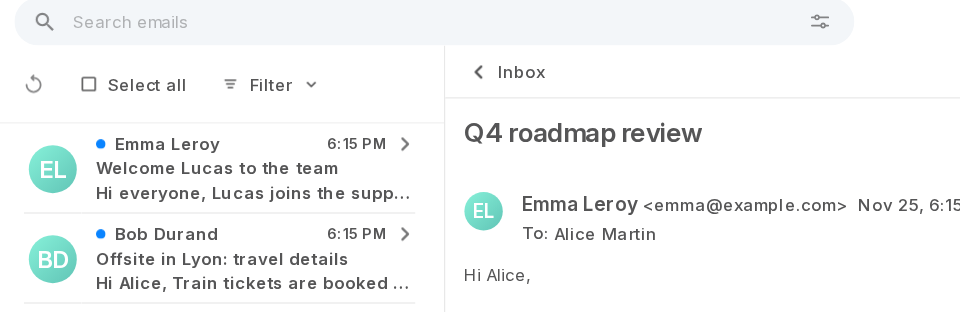 Search emails
Select all
Filter
EL
Emma Leroy 6:15 PM
Welcome Lucas to the team
Hi everyone, Lucas joins the supp...
BD
Bob Durand 6:15 PM
Offsite in Lyon: travel details
Hi Alice, Train tickets are booked ...
Inbox
Q4 roadmap review
EL
Emma Leroy <emma@example.com> Nov 25, 6:15
To: Alice Martin
Hi Alice,